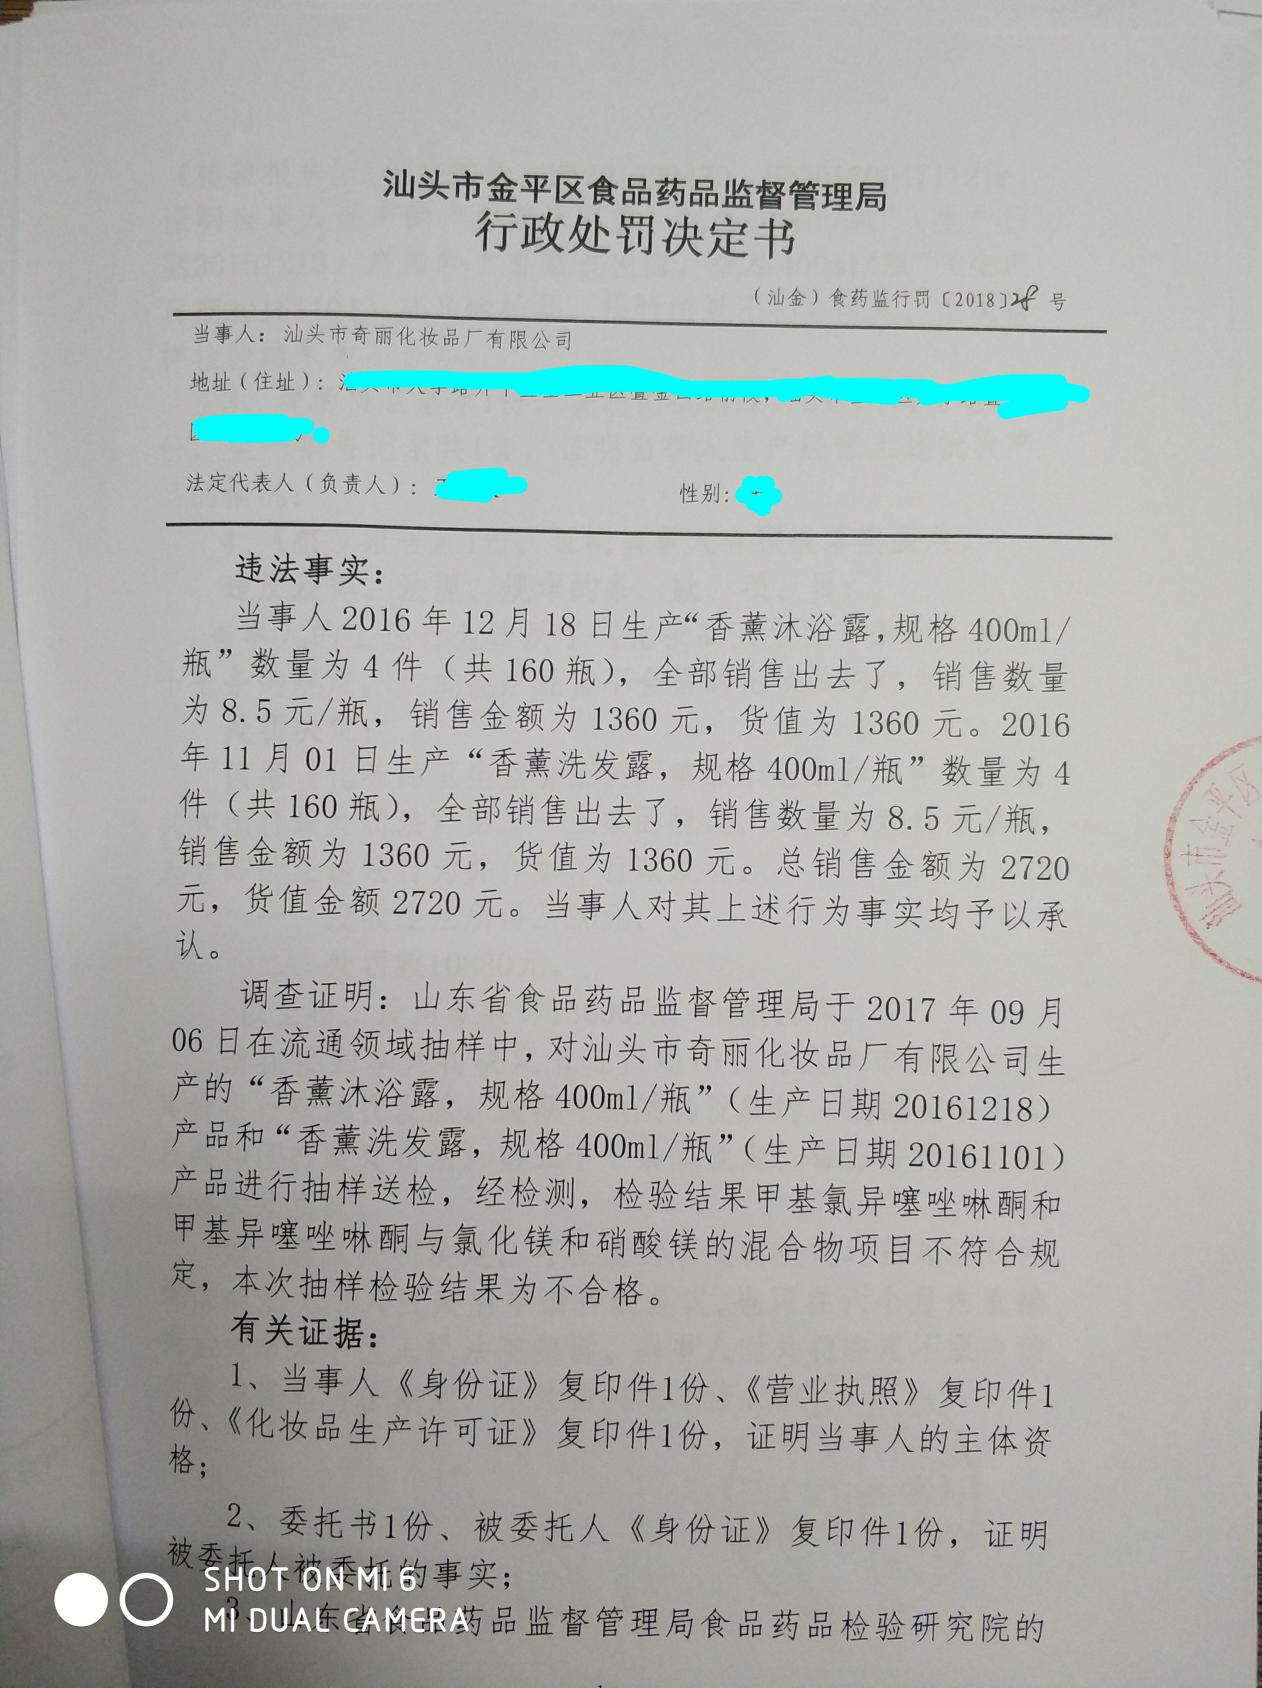 汕头市金平区食品药品监督管理局
行政处罚决定书
（汕金）食药监行罚〔2018〕28号
当事人：汕头市奇丽化妆品厂有限公司
地址（住址）：
法定代表人（负责人）： 性别：
违法事实：
当事人2016年12月18日生产“香薰沐浴露，规格400ml/
瓶”数量为4件（共160瓶），全部销售出去了，销售数量
为8.5元/瓶，销售金额为1360元，货值为1360元。2016
年11月01日生产“香薰洗发露，规格400ml/瓶”数量为4
件（共160瓶），全部销售出去了，销售数量为8.5元/瓶，
销售金额为1360元，货值为1360元。总销售金额为2720
元，货值金额2720元。当事人对其上述行为事实均予以承
认。
调查证明：山东省食品药品监督管理局于2017年09月
06日在流通领域抽样中，对汕头市奇丽化妆品厂有限公司生
产的“香薰沐浴露，规格400ml/瓶”（生产日期20161218）
产品和“香薰洗发露，规格400ml/瓶”（生产日期20161101）
产品进行抽样送检，经检测，检验结果甲基氯异噻唑啉酮和
甲基异噻唑啉酮与氯化镁和硝酸镁的混合物项目不符合规
定，本次抽样检验结果为不合格。
有关证据：
1、当事人《身份证》复印件1份、《营业执照》复印件1
份、《化妆品生产许可证》复印件1份，证明当事人的主体资
格；
2、委托书1份、被委托人《身份证》复印件1份，证明
被委托人被委托的事实；
3、山东省食品药品监督管理局食品药品检验研究院的
汕头市金平区
SHOT ON MI 6
MI DUAL CAMERA